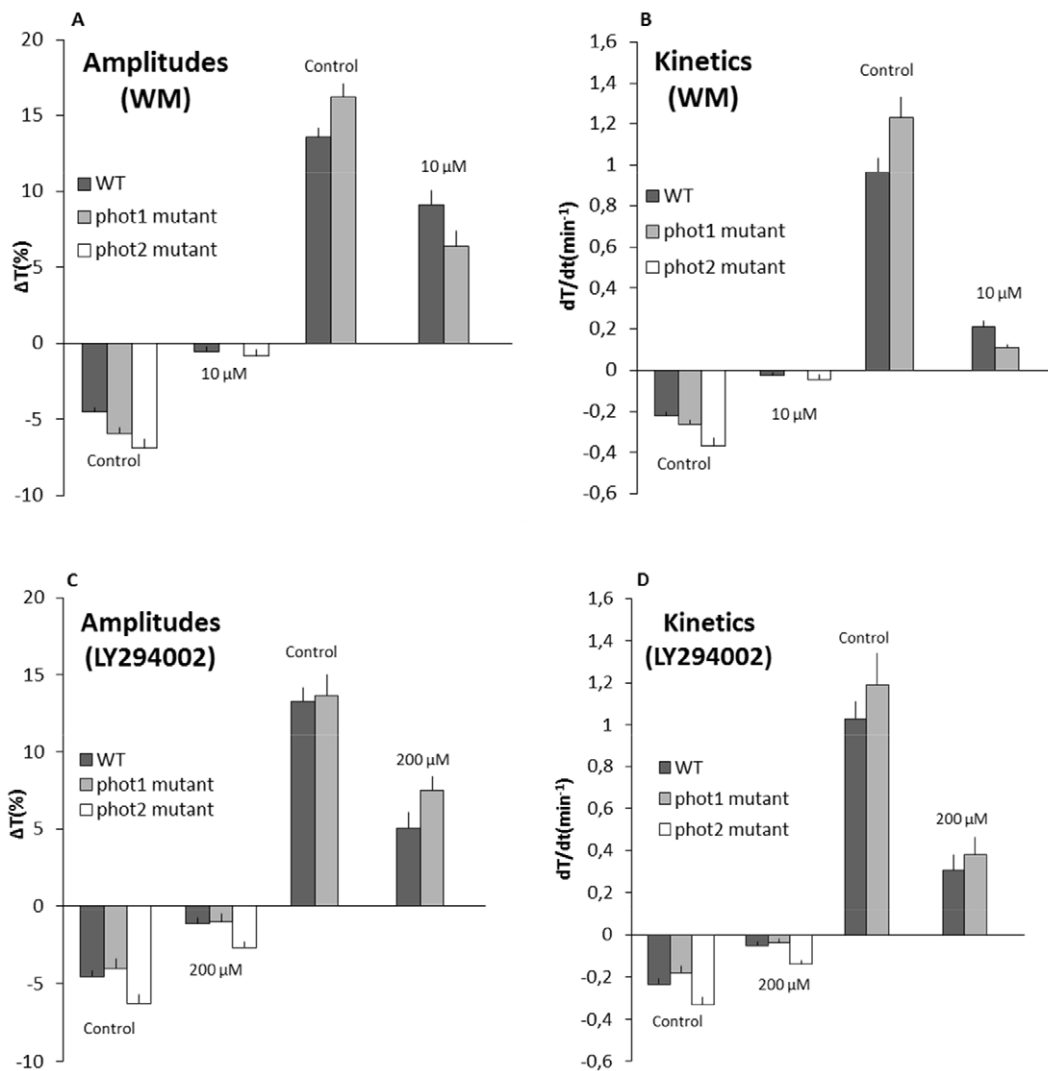 A
Amplitudes
(WM)
20
15
10
5
0
-5
-10
ΔT(%)
WT
phot1 mutant
phot2 mutant
Control
10 µM
Control
10 µM
B
Kinetics
(WM)
1,6
1,4
1,2
1
0,8
0,6
0,4
0,2
0
-0,2
-0,4
-0,6
dT/dt(min-1)
WT
phot1 mutant
phot2 mutant
Control
10 µM
Control
10 µM
C
Amplitudes
(LY294002)
20
15
10
5
0
-5
-10
ΔT(%)
WT
phot1 mutant
phot2 mutant
Control
200 µM
Control
200 µM
D
Kinetics
(LY294002)
1,6
1,4
1,2
1
0,8
0,6
0,4
0,2
0
-0,2
-0,4
-0,6
dT/dt(min-1)
WT
phot1 mutant
phot2 mutant
Control
200 µM
Control
200 µM